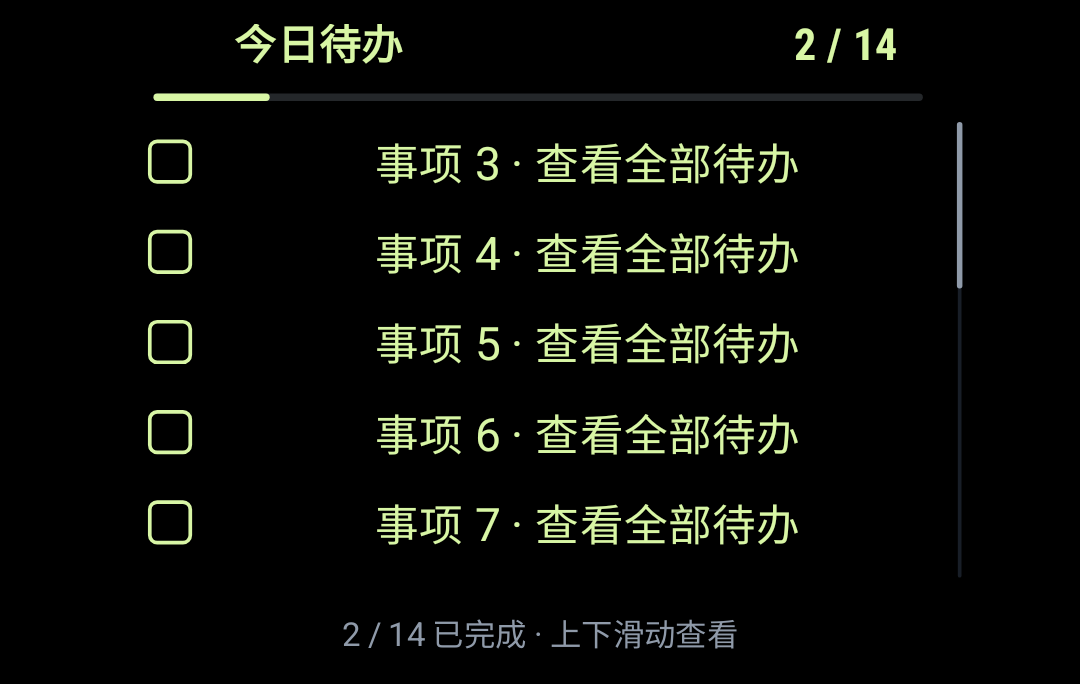 今日待办 2 / 14
事项 3 · 查看全部待办
事项 4 · 查看全部待办
事项 5 · 查看全部待办
事项 6 · 查看全部待办
事项 7 · 查看全部待办
2 / 14 已完成 · 上下滑动查看